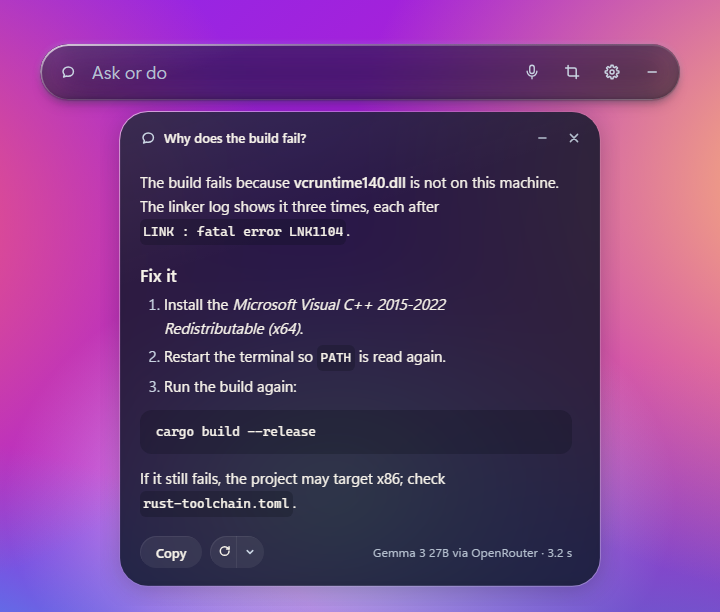 Ask or do
Why does the build fail?
The build fails because vcruntime140.dll is not on this machine.
The linker log shows it three times, each after
LINK : fatal error LNK1104.
Fix it
1. Install the Microsoft Visual C++ 2015-2022
Redistributable (x64).
2. Restart the terminal so PATH is read again.
3. Run the build again:
cargo build --release
If it still fails, the project may target x86; check
rust-toolchain.toml.
Copy
Gemma 3 27B via OpenRouter · 3.2 s